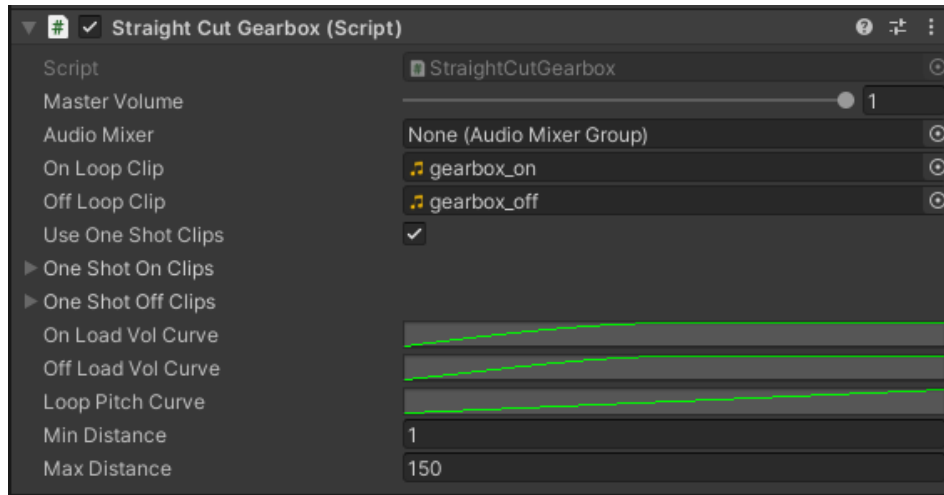 Straight Cut Gearbox (Script)
Script StraightCutGearbox
Master Volume 1
Audio Mixer None (Audio Mixer Group)
On Loop Clip gearbox_on
Off Loop Clip gearbox_off
Use One Shot Clips
One Shot On Clips
One Shot Off Clips
On Load Vol Curve
Off Load Vol Curve
Loop Pitch Curve
Min Distance 1
Max Distance 150